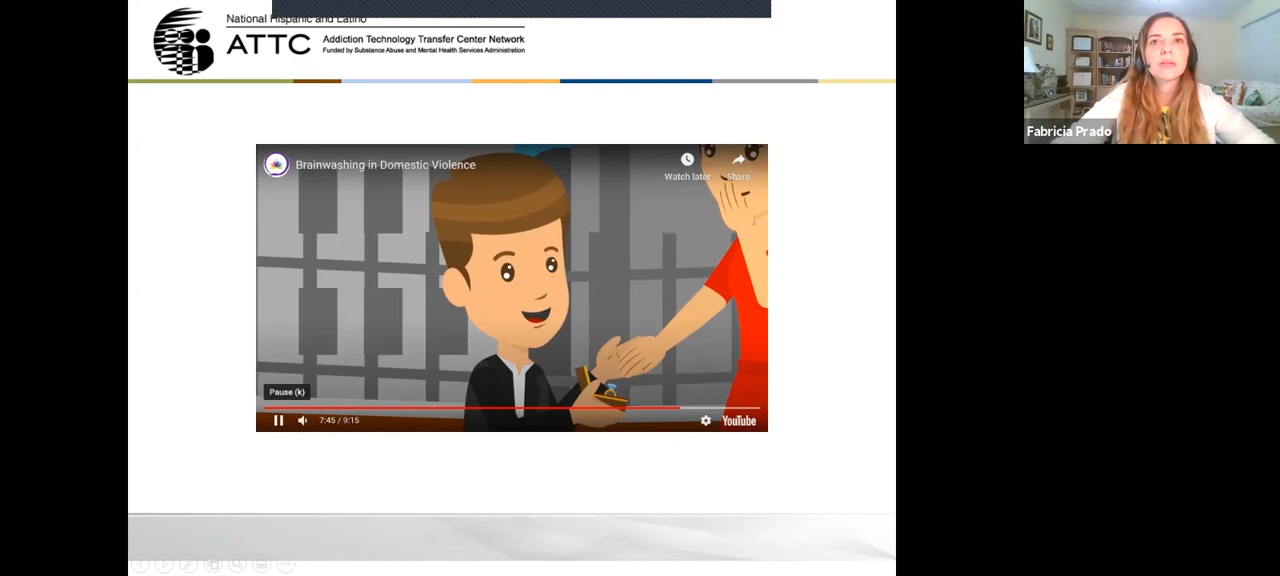 National Hispanic and Latino
ATTC
Addiction Technology Transfer Center Network
Funded by Substance Abuse and Mental Health Services Administration
Fabricia Prado
Brainwashing in Domestic Violence
Watch later
Share
Pause (k)
7:45 / 9:15
YouTube